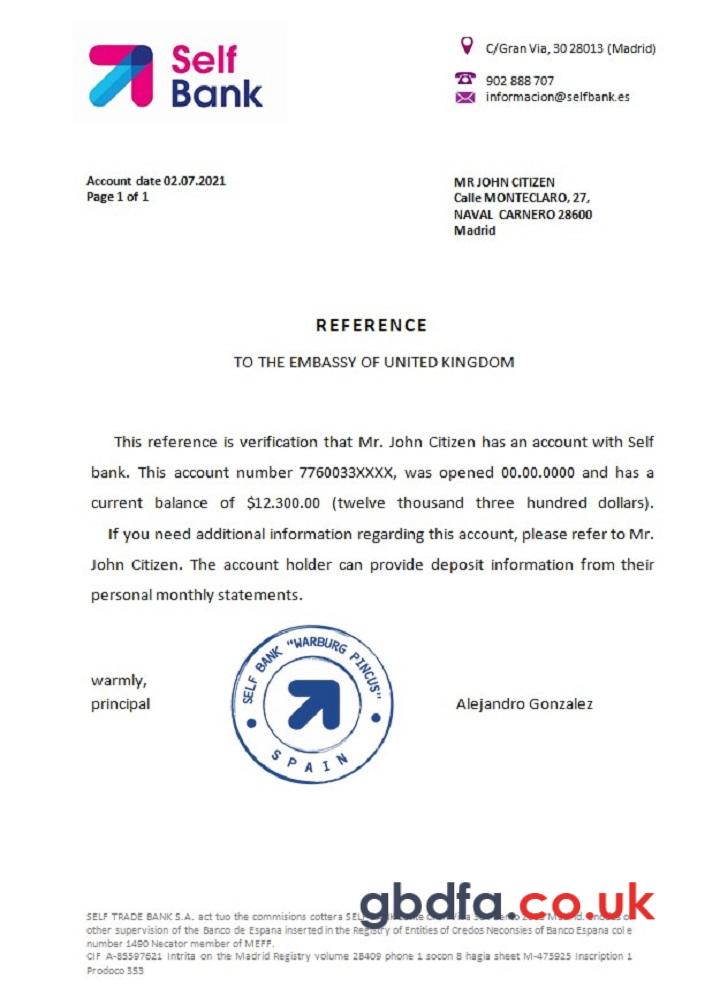 Self
Bank
C/Gran Via, 30 28013 (Madrid)
902 888 707
informacion@selfbank.es
Account date 02.07.2021
Page 1 of 1
MR JOHN CITIZEN
Calle MONTECLARO, 27,
NAVAL CARNERO 28600
Madrid
REFERENCE
TO THE EMBASSY OF UNITED KINGDOM
This reference is verification that Mr. John Citizen has an account with Self
bank. This account number 7760033XXXX, was opened 00.00.0000 and has a
current balance of $12.300.00 (twelve thousand three hundred dollars).
If you need additional information regarding this account, please refer to Mr.
John Citizen. The account holder can provide deposit information from their
personal monthly statements.
warmly,
principal
SELF BANK "WARBURG PINCUS"
SPAIN
Alejandro Gonzalez
gbdfa.co.uk
SELF TRADE BANK S.A. act tuo the commisions cottera
other supervision of the Banco de Espana inserted in the Registry of Entities of Credos Neconsies of Banco Espana col e
number 1490 Necator member of MEFF.
CIF A-85597621 Intrita on the Madrid Registry volume 28409 phone 1 socon 8 hagia sheet M-475925 Inscription 1
Prodoco 353